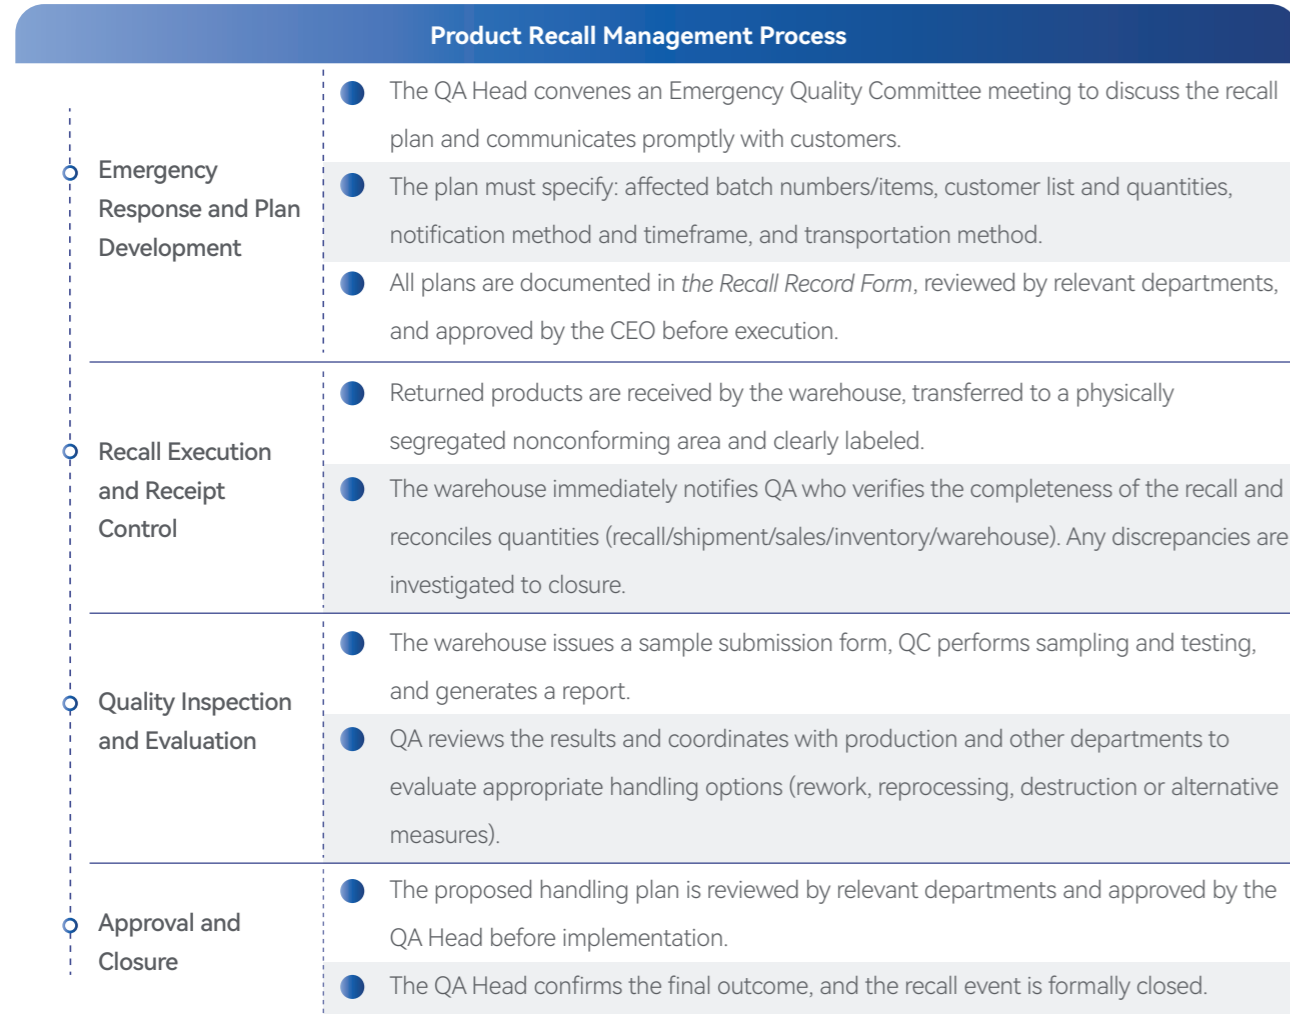 Product Recall Management Process
Emergency
Response and Plan
Development
The QA Head convenes an Emergency Quality Committee meeting to discuss the recall
plan and communicates promptly with customers.
The plan must specify: affected batch numbers/items, customer list and quantities,
notification method and timeframe, and transportation method.
All plans are documented in the Recall Record Form, reviewed by relevant departments,
and approved by the CEO before execution.
Recall Execution
and Receipt
Control
Returned products are received by the warehouse, transferred to a physically
segregated nonconforming area and clearly labeled.
The warehouse immediately notifies QA who verifies the completeness of the recall and
reconciles quantities (recall/shipment/sales/inventory/warehouse). Any discrepancies are
investigated to closure.
Quality Inspection
and Evaluation
The warehouse issues a sample submission form, QC performs sampling and testing,
and generates a report.
QA reviews the results and coordinates with production and other departments to
evaluate appropriate handling options (rework, reprocessing, destruction or alternative
measures).
Approval and
Closure
The proposed handling plan is reviewed by relevant departments and approved by the
QA Head before implementation.
The QA Head confirms the final outcome, and the recall event is formally closed.